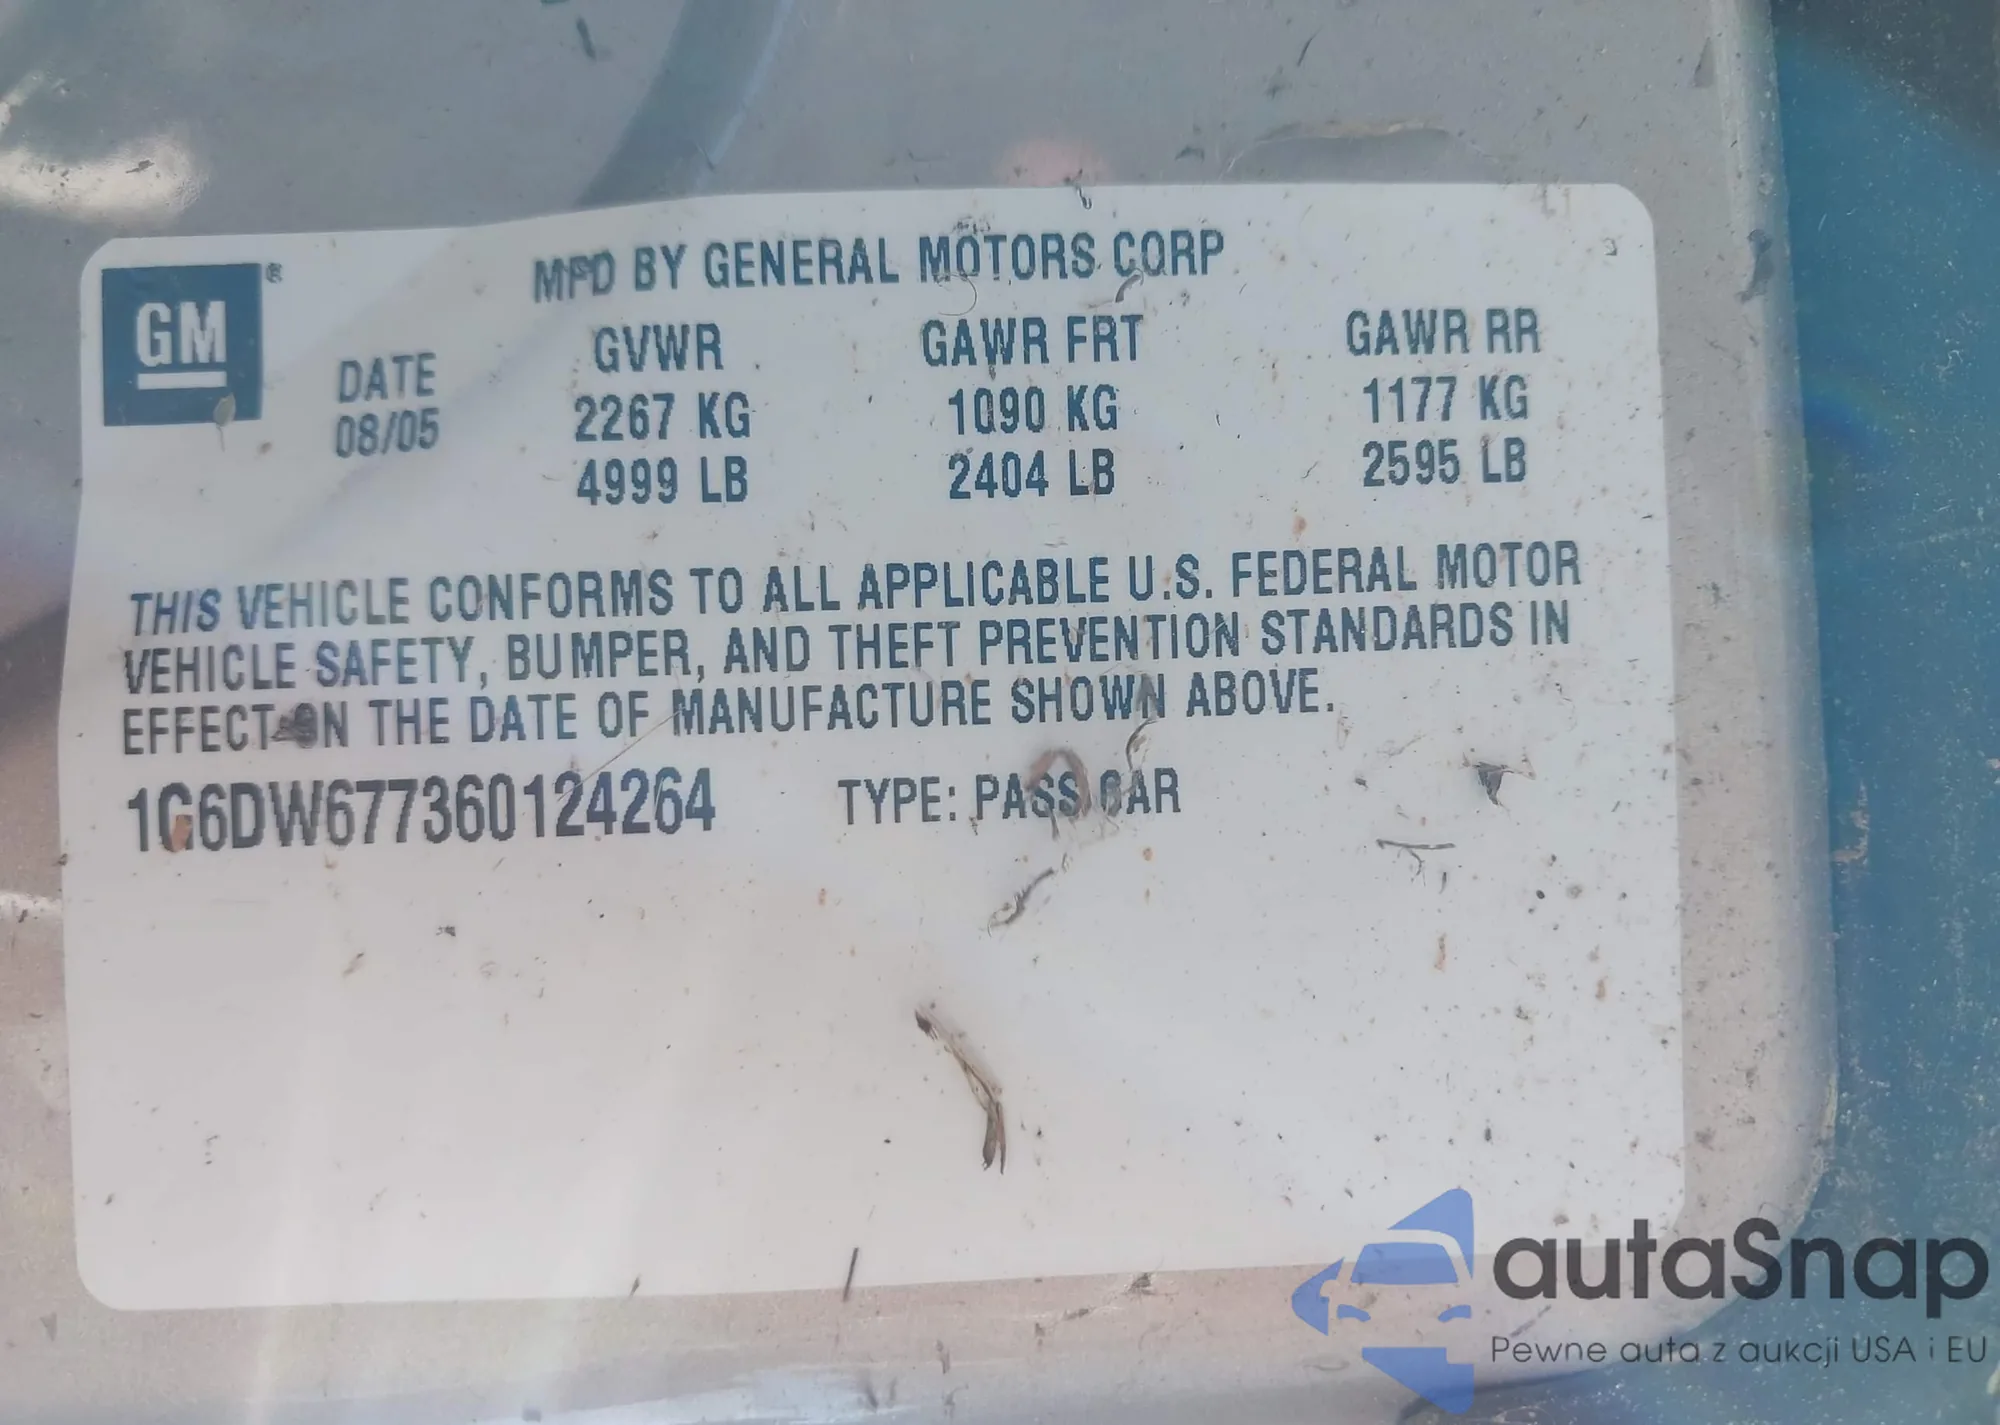 GM ®
MFD BY GENERAL MOTORS CORP
DATE GVWR GAWR FRT GAWR RR
08/05 2267 KG 1090 KG 1177 KG
4999 LB 2404 LB 2595 LB
THIS VEHICLE CONFORMS TO ALL APPLICABLE U.S. FEDERAL MOTOR
VEHICLE SAFETY, BUMPER, AND THEFT PREVENTION STANDARDS IN
EFFECT ON THE DATE OF MANUFACTURE SHOWN ABOVE.
1G6DW677360124264 TYPE: PASS CAR
autaSnap
Pewne auta z aukcji USA i EU